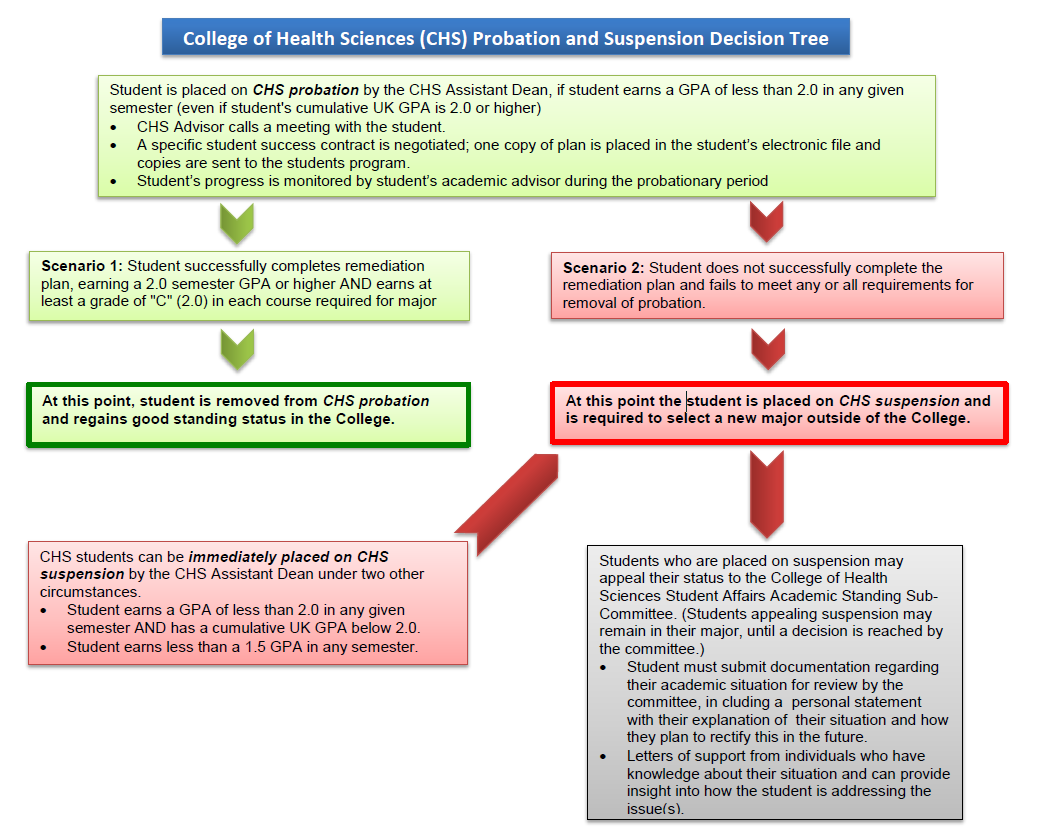 College of Health Sciences (CHS) Probation and Suspension Decision Tree
Student is placed on CHS probation by the CHS Assistant Dean, if student earns a GPA of less than 2.0 in any given
semester (even if student's cumulative UK GPA is 2.0 or higher)
• CHS Advisor calls a meeting with the student.
• A specific student success contract is negotiated; one copy of plan is placed in the student's electronic file and
copies are sent to the students program.
• Student's progress is monitored by student's academic advisor during the probationary period
Scenario 1: Student successfully completes remediation
plan, earning a 2.0 semester GPA or higher AND earns at
least a grade of "C" (2.0) in each course required for major
Scenario 2: Student does not successfully complete the
remediation plan and fails to meet any or all requirements for
removal of probation.
At this point, student is removed from CHS probation
and regains good standing status in the College.
At this point the student is placed on CHS suspension and
is required to select a new major outside of the College.
CHS students can be immediately placed on CHS
suspension by the CHS Assistant Dean under two other
circumstances.
• Student earns a GPA of less than 2.0 in any given
semester AND has a cumulative UK GPA below 2.0.
• Student earns less than a 1.5 GPA in any semester.
Students who are placed on suspension may
appeal their status to the College of Health
Sciences Student Affairs Academic Standing Sub-
Committee. (Students appealing suspension may
remain in their major, until a decision is reached by
the committee.)
• Student must submit documentation regarding
their academic situation for review by the
committee, in cluding a personal statement
with their explanation of their situation and how
they plan to rectify this in the future.
• Letters of support from individuals who have
knowledge about their situation and can provide
insight into how the student is addressing the
issue(s).